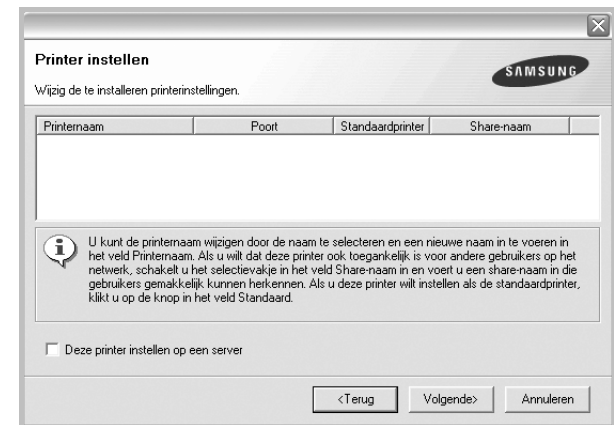 Printer instellen
SAMSUNG
Wijzig de te installeren printerinstellingen.
Printernaam Poort Standaardprinter Share-naam
U kunt de printernaam wijzigen door de naam te selecteren en een nieuwe naam in te voeren in
het veld Printernaam. Als u wilt dat deze printer ook toegankelijk is voor andere gebruikers op het
netwerk, schakelt u het selectievakje in het veld Share-naam in en voert u een share-naam in die
gebruikers gemakkelijk kunnen herkennen. Als u deze printer wilt instellen als de standaardprinter,
klikt u op de knop in het veld Standaard.
Deze printer instellen op een server
<Terug Volgende> Annuleren